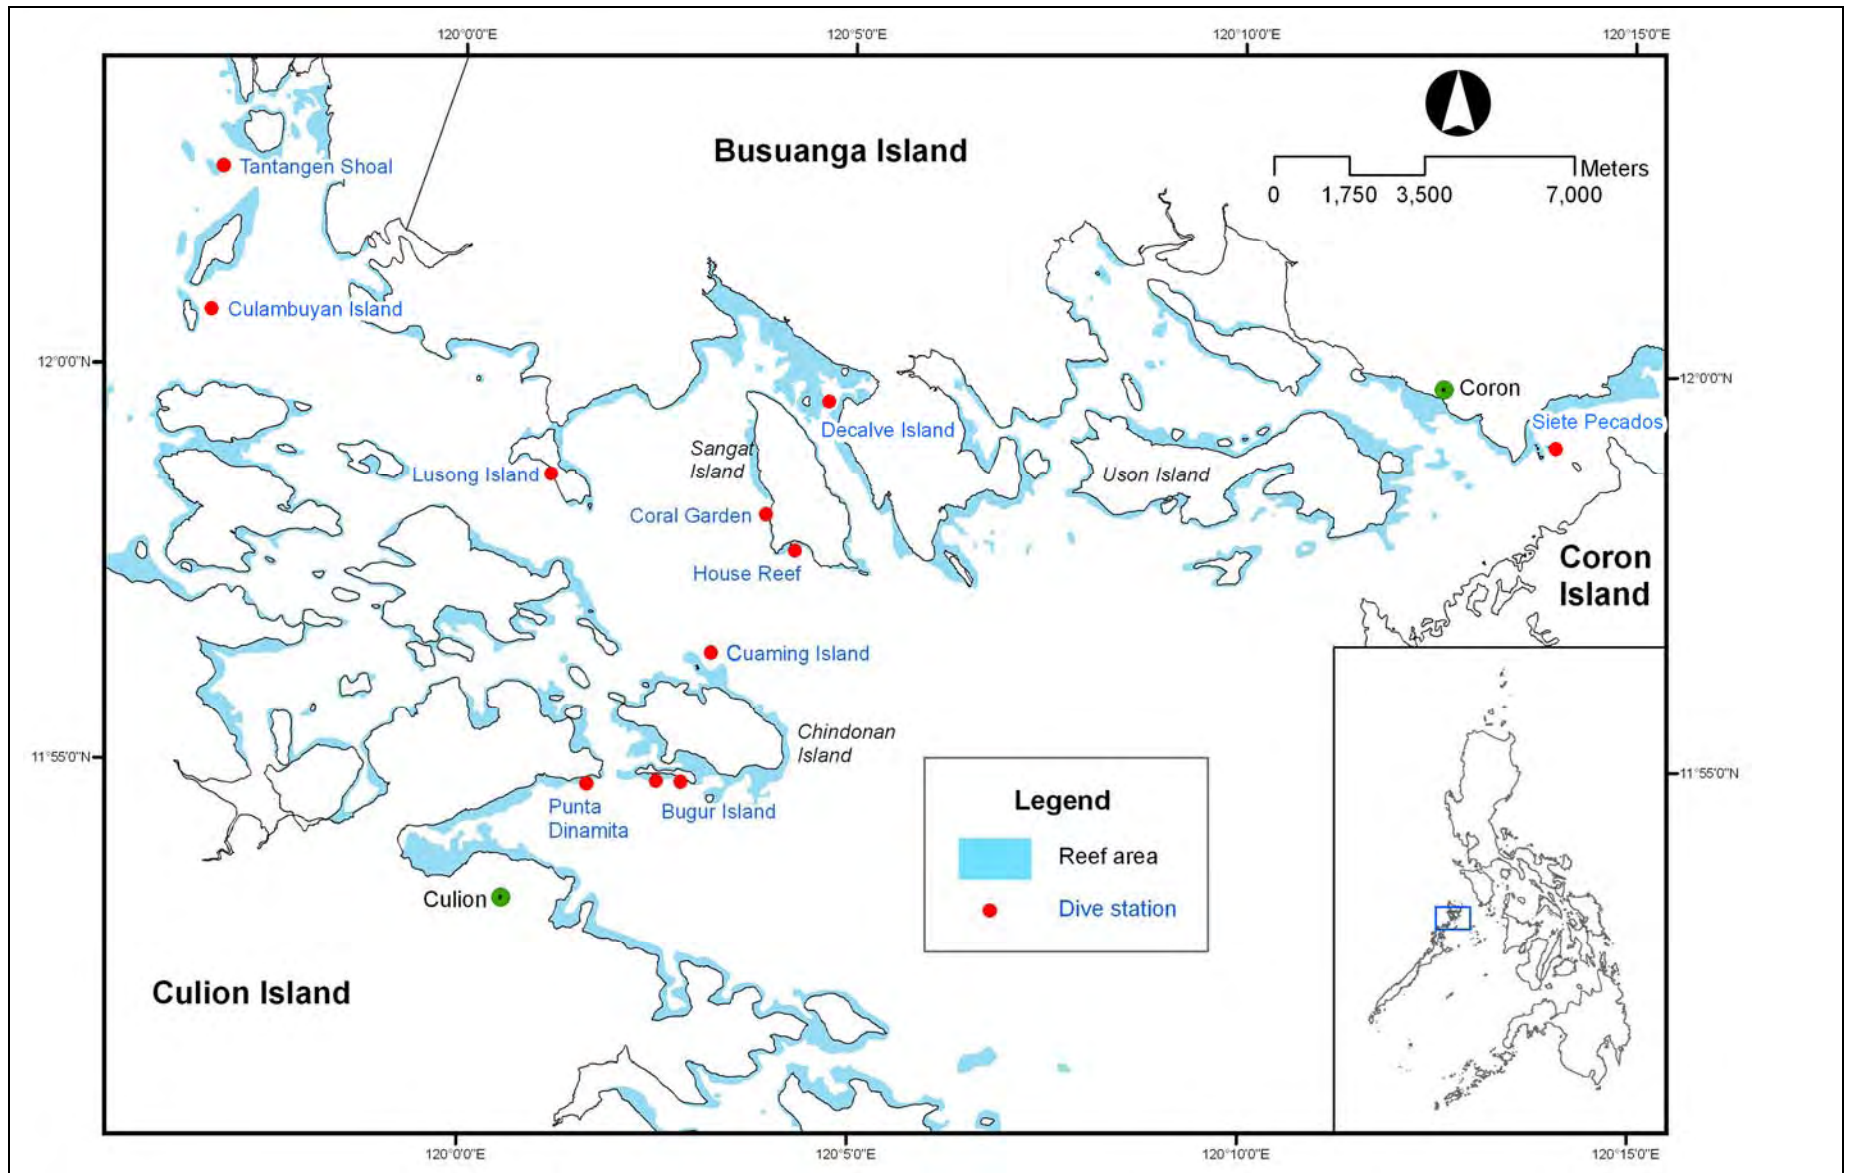 120°0'0"E
120°5'0"E
120°10'0"E
120°15'0"E
Busuanga Island
Tantangen Shoal
Meters
0
1,750
3,500
7,000
Culambuyan Island
12°0'0"N
12°0'0"N
Coron
Siete Pecados
Decalve Island
Sangat
Island
Uson Island
Lusong Island
Coral Garden
House Reef
Coron
Island
Cuaming Island
Chindonan
Island
11°55'0"N
11°55'0"N
Punta
Dinamita
Bugur Island
Legend
Reef area
Dive station
Culion
Culion Island
120°0'0"E
120°5'0"E
120°10'0"E
120°15'0"E